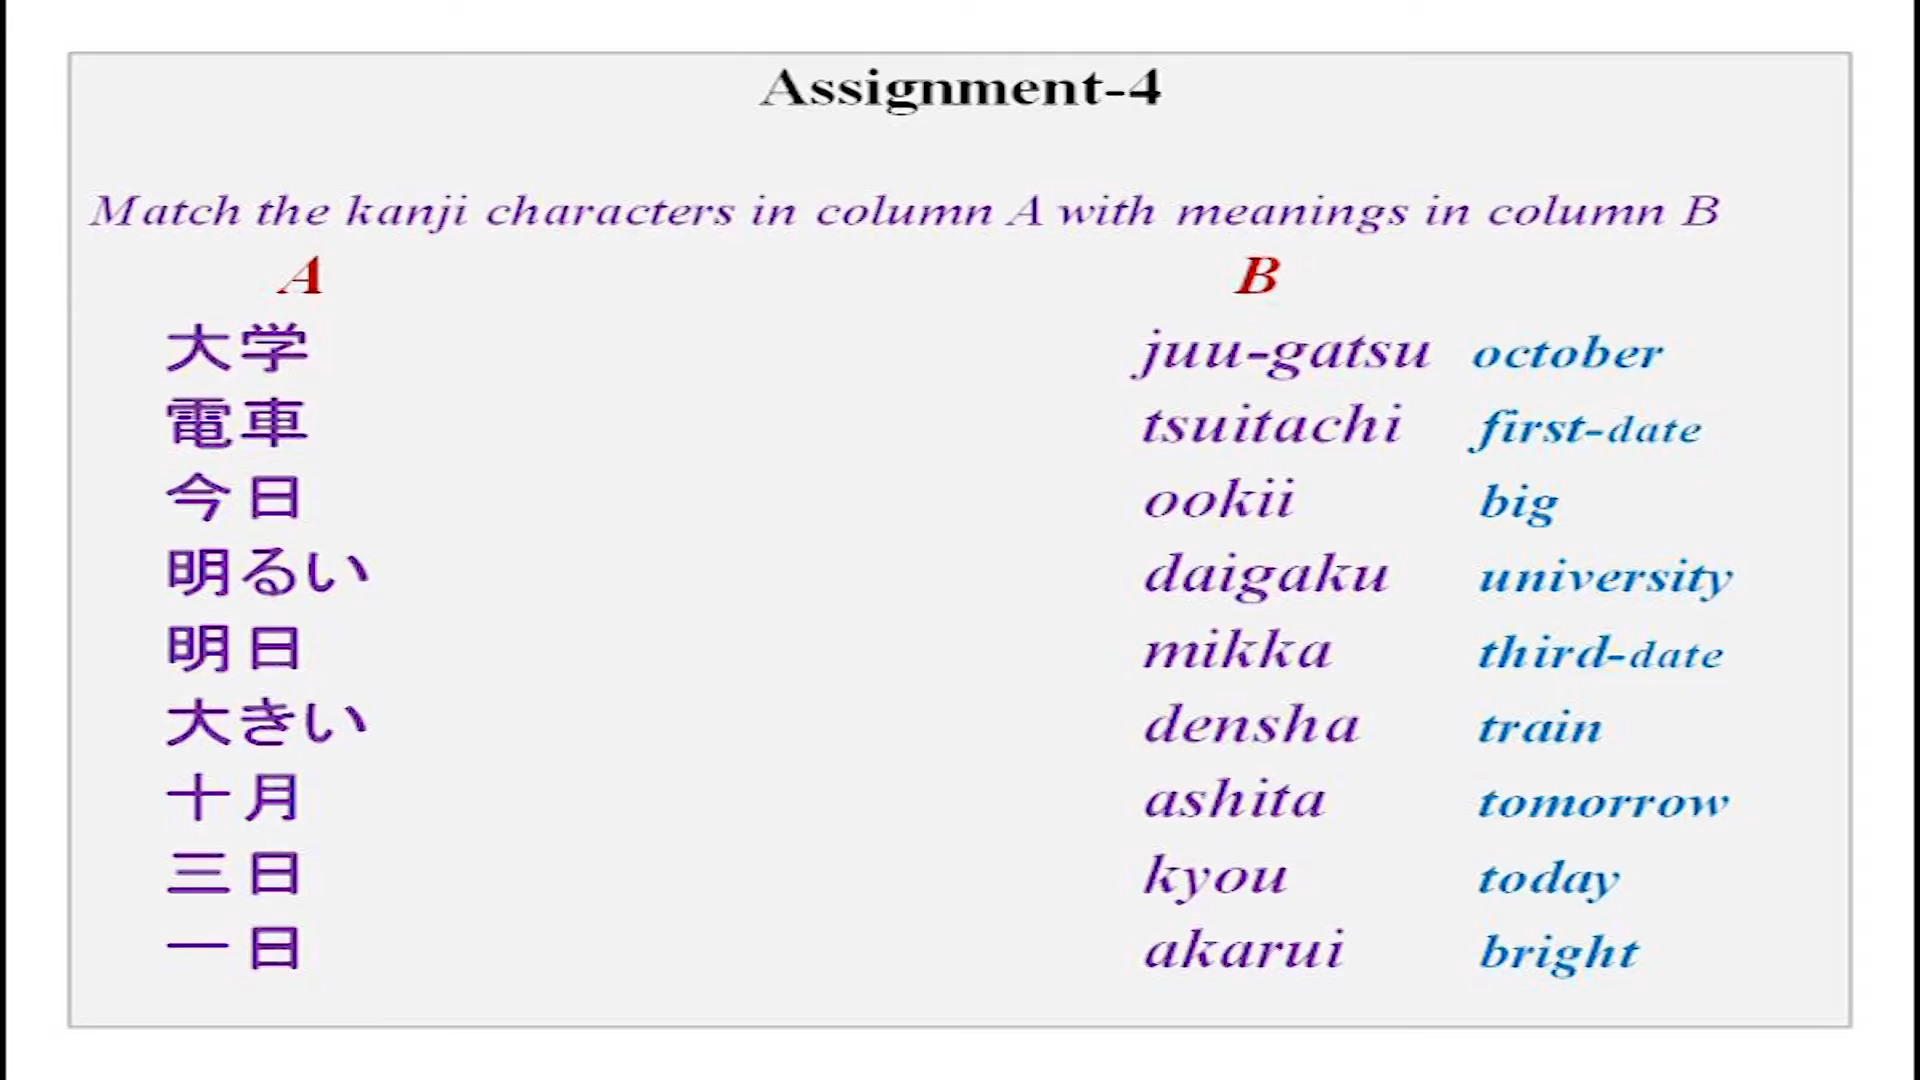 Assignment-4
Match the kanji characters in column A with meanings in column B
A B
大学 juu-gatsu october
電車 tsuitachi first-date
今日 ookii big
明るい daigaku university
明日 mikka third-date
大きい densha train
十月 ashita tomorrow
三日 kyou today
一日 akarui bright